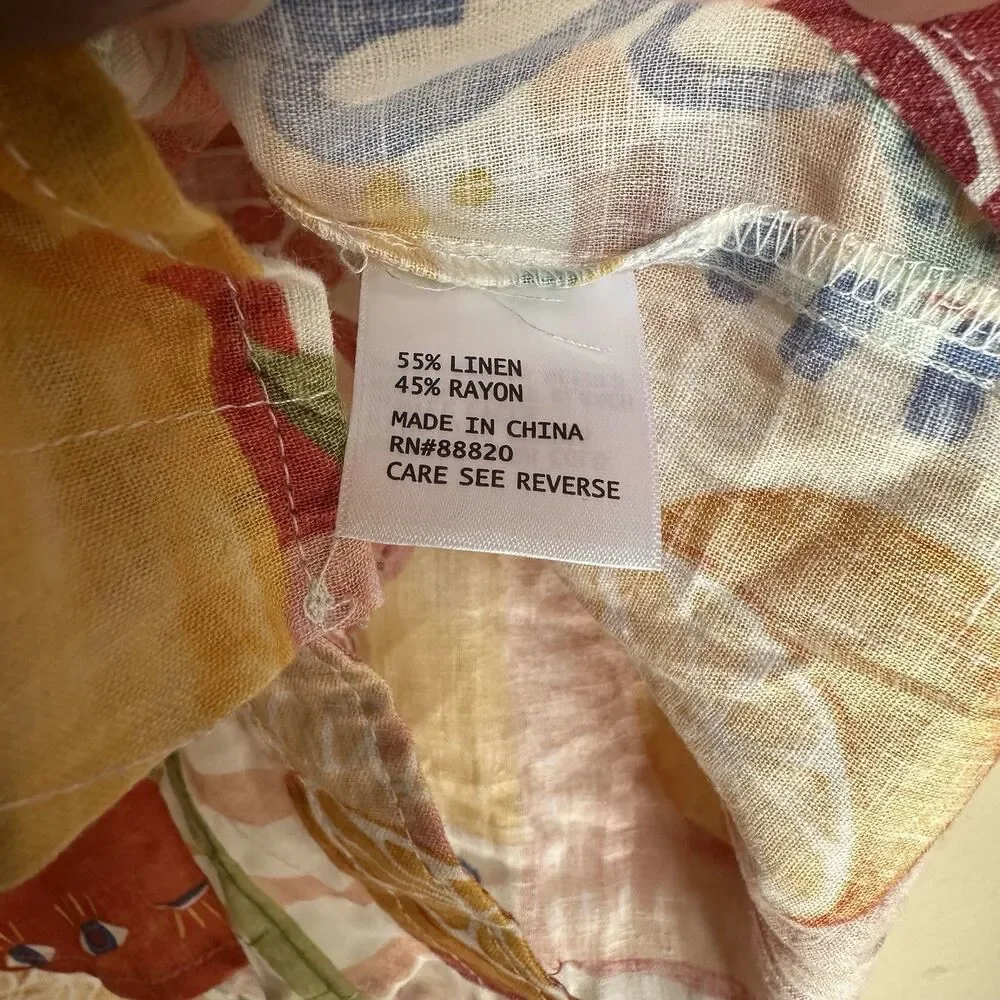 55% LINEN
45% RAYON
MADE IN CHINA
RN#88820
CARE SEE REVERSE